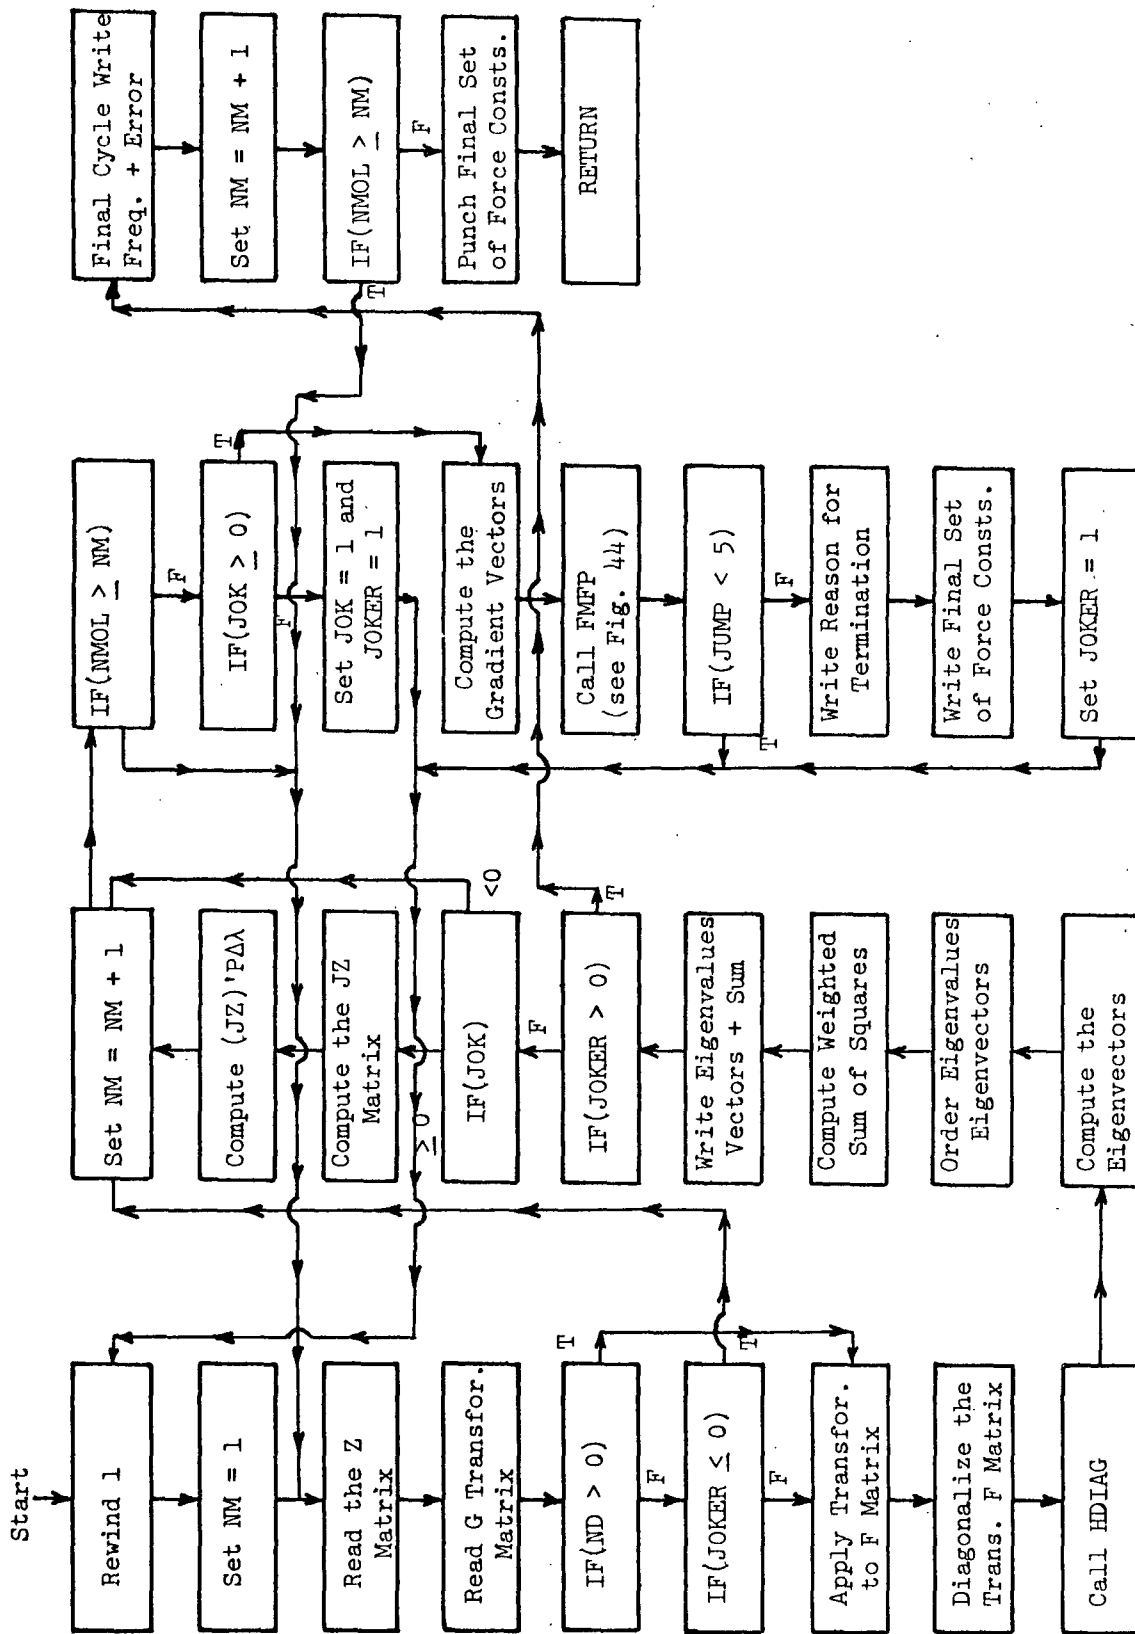 Start
Rewind 1
Set NM = 1
Read the Z
Matrix
Read G Transfor.
Matrix
IF(ND > 0)
T
F
IF(JOKER ≤ 0)
T
F
Apply Transfor.
to F Matrix
Diagonalize the
Trans. F Matrix
Call HDIAG
Set NM = NM + 1
Compute (JZ)'PΔλ
Compute the JZ
Matrix
≥ 0
IF(JOK)
<0
F
IF(JOKER > 0)
T
Write Eigenvalues
Vectors + Sum
Compute Weighted
Sum of Squares
Order Eigenvalues
Eigenvectors
Compute the
Eigenvectors
IF(NMOL ≥ NM)
F
IF(JOK ≥ 0)
T
F
Set JOK = 1 and
JOKER = 1
Compute the
Gradient Vectors
Call FMFP
(see Fig. 44)
IF(JUMP < 5)
T
F
Write Reason for
Termination
Write Final Set
of Force Consts.
Set JOKER = 1
Final Cycle Write
Freq. + Error
Set NM = NM + 1
IF(NMOL ≥ NM)
T
F
Punch Final Set
of Force Consts.
RETURN